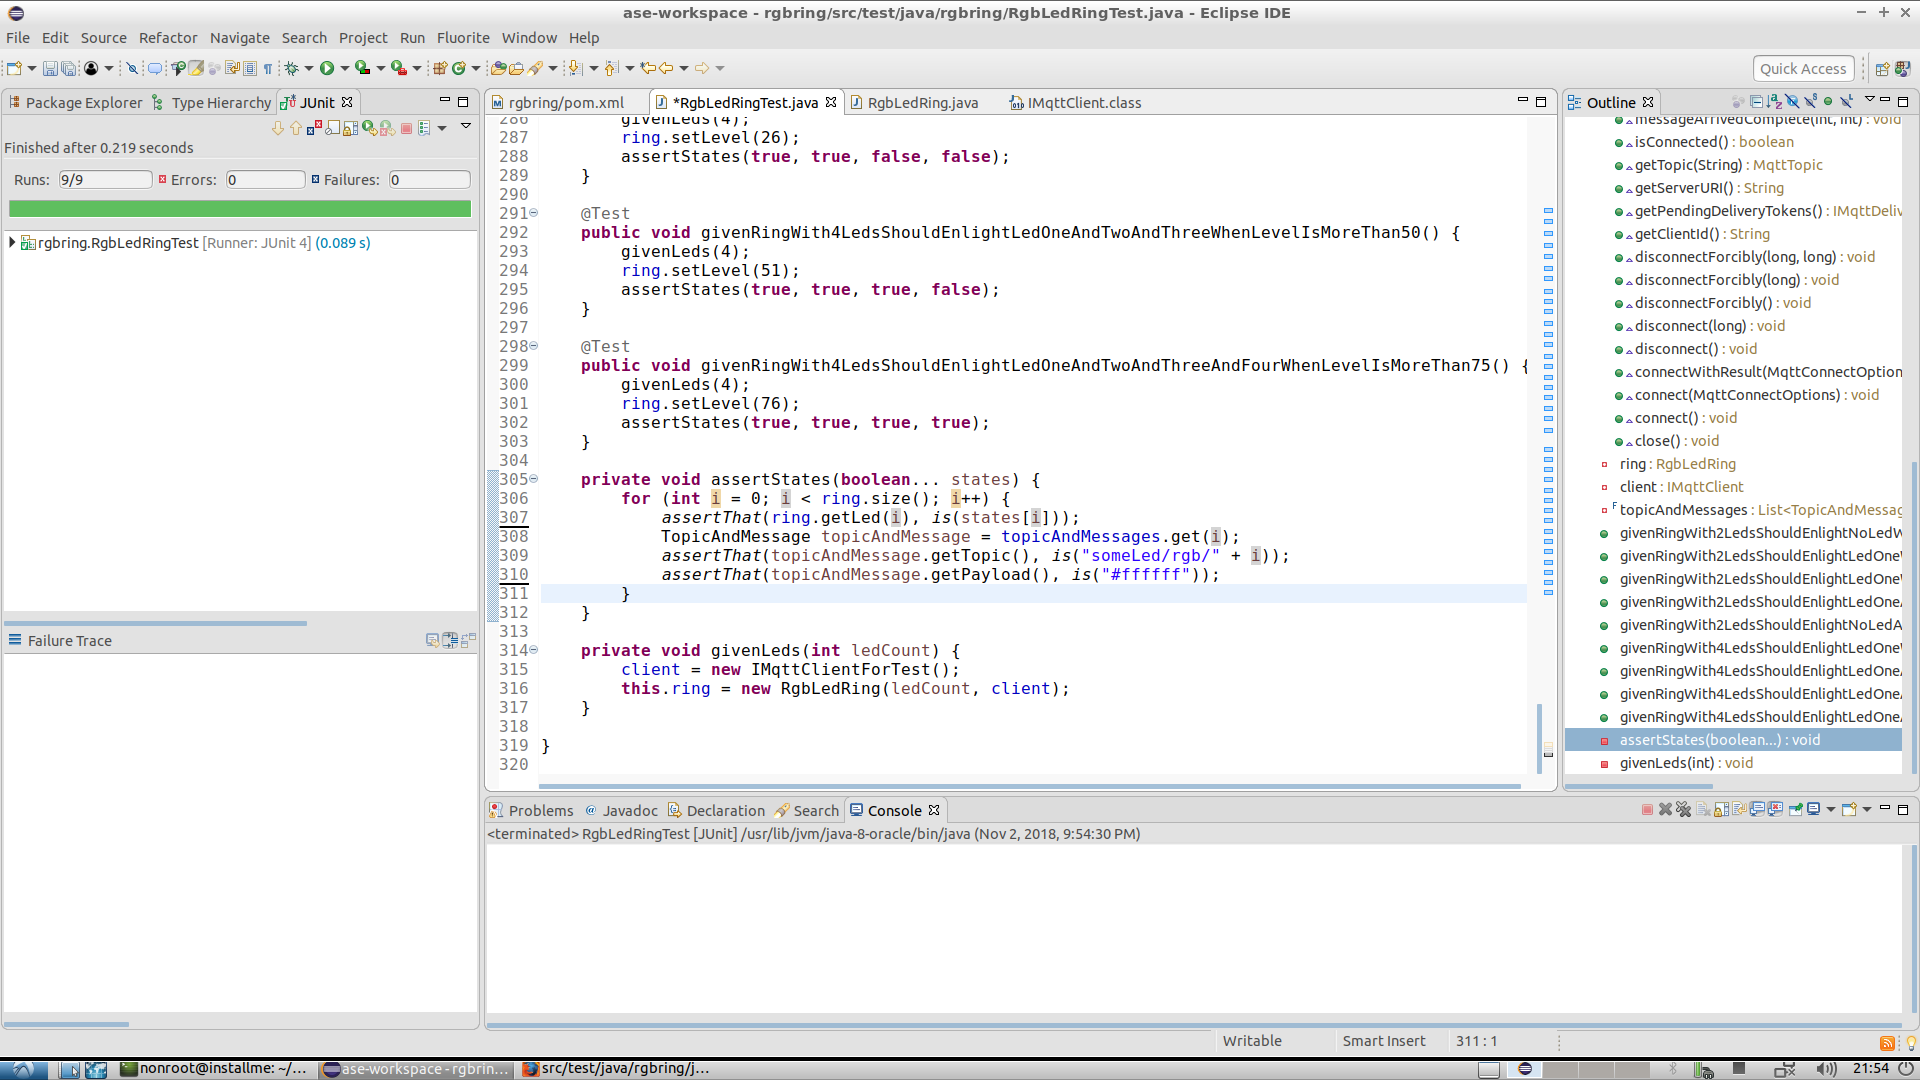 ase-workspace - rgbring/src/test/java/rgbring/RgbLedRingTest.java - Eclipse IDE
File Edit Source Refactor Navigate Search Project Run Fluorite Window Help
Quick Access
Package Explorer Type Hierarchy JUnit
Finished after 0.219 seconds
Runs: 9/9 Errors: 0 Failures: 0
rgbring.RgbLedRingTest [Runner: JUnit 4] (0.089 s)
Failure Trace
rgbring/pom.xml *RgbLedRingTest.java RgbLedRing.java IMqttClient.class
286 givenLeds(4);
287 ring.setLevel(26);
288 assertStates(true, true, false, false);
289 }
290
291 @Test
292 public void givenRingWith4LedsShouldEnlightLedOneAndTwoAndThreeWhenLevelIsMoreThan50() {
293 givenLeds(4);
294 ring.setLevel(51);
295 assertStates(true, true, true, false);
296 }
297
298 @Test
299 public void givenRingWith4LedsShouldEnlightLedOneAndTwoAndThreeAndFourWhenLevelIsMoreThan75() {
300 givenLeds(4);
301 ring.setLevel(76);
302 assertStates(true, true, true, true);
303 }
304
305 private void assertStates(boolean... states) {
306 for (int i = 0; i < ring.size(); i++) {
307 assertThat(ring.getLed(i), is(states[i]));
308 TopicAndMessage topicAndMessage = topicAndMessages.get(i);
309 assertThat(topicAndMessage.getTopic(), is("someLed/rgb/" + i));
310 assertThat(topicAndMessage.getPayload(), is("#ffffff"));
311 }
312 }
313
314 private void givenLeds(int ledCount) {
315 client = new IMqttClientForTest();
316 this.ring = new RgbLedRing(ledCount, client);
317 }
318
319 }
320
Outline
messageArrivedComplete(int, int) : void
isConnected() : boolean
getTopic(String) : MqttTopic
getServerURI() : String
getPendingDeliveryTokens() : IMqttDeliv
getClientId() : String
disconnectForcibly(long, long) : void
disconnectForcibly(long) : void
disconnectForcibly() : void
disconnect(long) : void
disconnect() : void
connectWithResult(MqttConnectOption
connect(MqttConnectOptions) : void
connect() : void
close() : void
ring : RgbLedRing
client : IMqttClient
topicAndMessages : List<TopicAndMessag
givenRingWith2LedsShouldEnlightNoLedW
givenRingWith2LedsShouldEnlightLedOneW
givenRingWith2LedsShouldEnlightLedOneW
givenRingWith2LedsShouldEnlightLedOneA
givenRingWith2LedsShouldEnlightNoLedA
givenRingWith4LedsShouldEnlightLedOneW
givenRingWith4LedsShouldEnlightLedOneA
givenRingWith4LedsShouldEnlightLedOneA
givenRingWith4LedsShouldEnlightLedOneA
assertStates(boolean...) : void
givenLeds(int) : void
Problems Javadoc Declaration Search Console
<terminated> RgbLedRingTest [JUnit] /usr/lib/jvm/java-8-oracle/bin/java (Nov 2, 2018, 9:54:30 PM)
Writable Smart Insert 311 : 1
nonroot@installme: ~/... ase-workspace - rgbrin... src/test/java/rgbring/j... 21:54